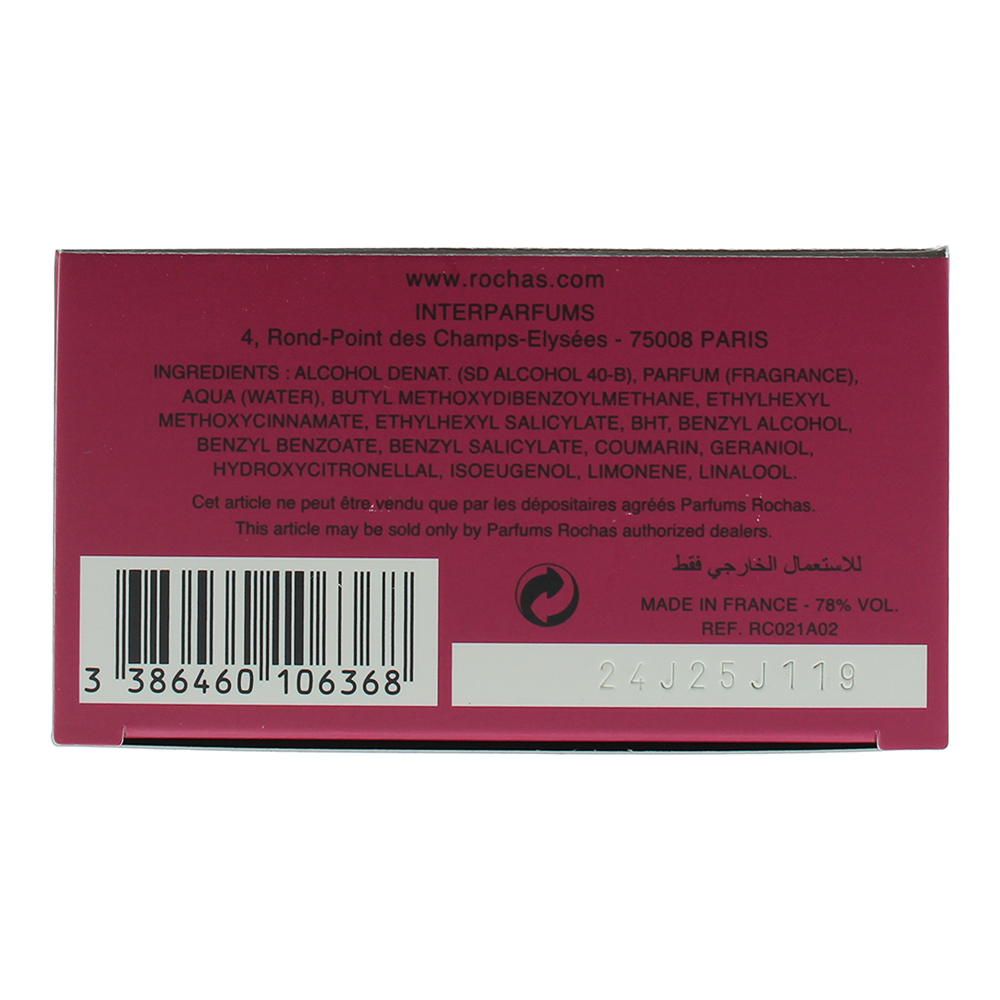 www.rochas.com
INTERPARFUMS
4, Rond-Point des Champs-Elysées - 75008 PARIS
INGREDIENTS : ALCOHOL DENAT. (SD ALCOHOL 40-B), PARFUM (FRAGRANCE),
AQUA (WATER), BUTYL METHOXYDIBENZOYLMETHANE, ETHYLHEXYL
METHOXYCINNAMATE, ETHYLHEXYL SALICYLATE, BHT, BENZYL ALCOHOL,
BENZYL BENZOATE, BENZYL SALICYLATE, COUMARIN, GERANIOL,
HYDROXYCITRONELLAL, ISOEUGENOL, LIMONENE, LINALOOL.
Cet article ne peut être vendu que par les dépositaires agréés Parfums Rochas.
This article may be sold only by Parfums Rochas authorized dealers.
للاستعمال الخارجي فقط
MADE IN FRANCE - 78% VOL.
REF. RC021A02
3 386460 106368
24J25J119